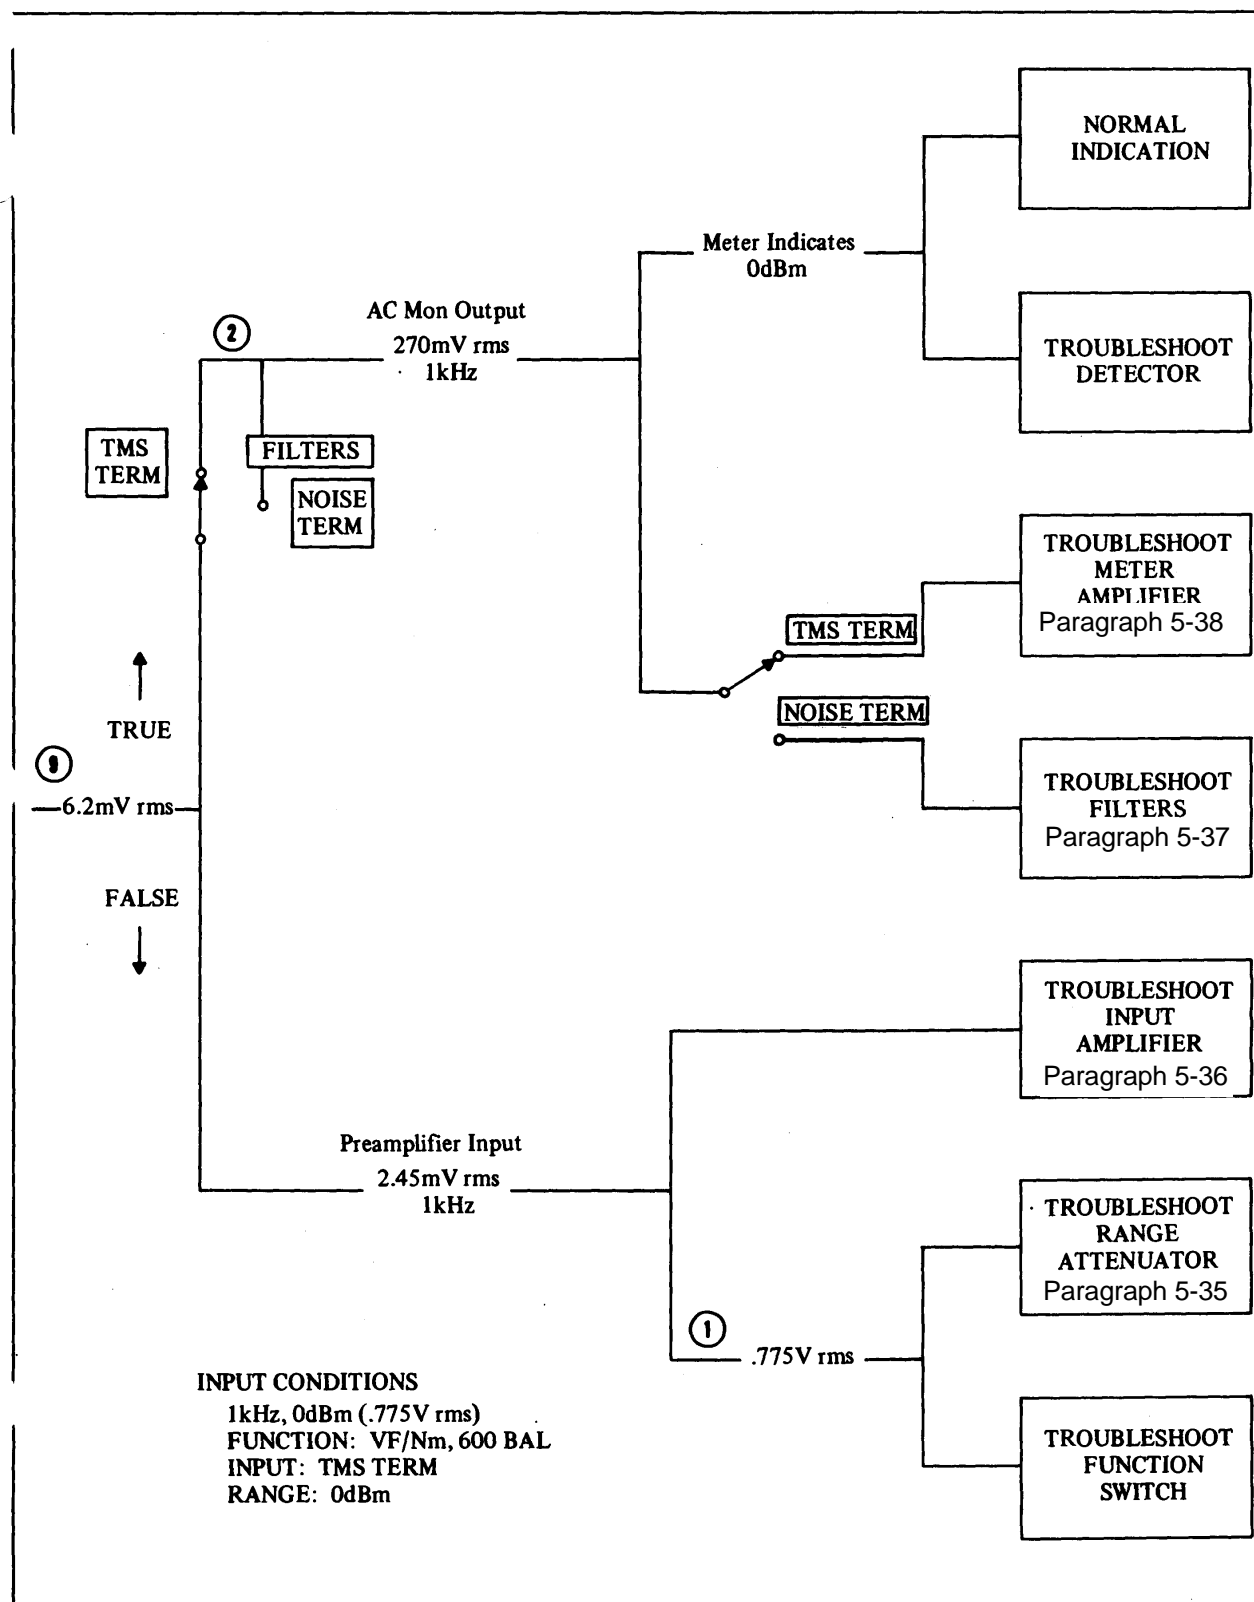 NORMAL
INDICATION
Meter Indicates
0dBm
TROUBLESHOOT
DETECTOR
AC Mon Output
270mV rms
1kHz
2
TMS
TERM
FILTERS
NOISE
TERM
TROUBLESHOOT
METER
AMPLIFIER
Paragraph 5-38
TMS TERM
NOISE TERM
TRUE
9
6.2mV rms
FALSE
TROUBLESHOOT
FILTERS
Paragraph 5-37
TROUBLESHOOT
INPUT
AMPLIFIER
Paragraph 5-36
Preamplifier Input
2.45mV rms
1kHz
TROUBLESHOOT
RANGE
ATTENUATOR
Paragraph 5-35
1
.775V rms
TROUBLESHOOT
FUNCTION
SWITCH
INPUT CONDITIONS
1kHz, 0dBm (.775V rms)
FUNCTION: VF/Nm, 600 BAL
INPUT: TMS TERM
RANGE: 0dBm